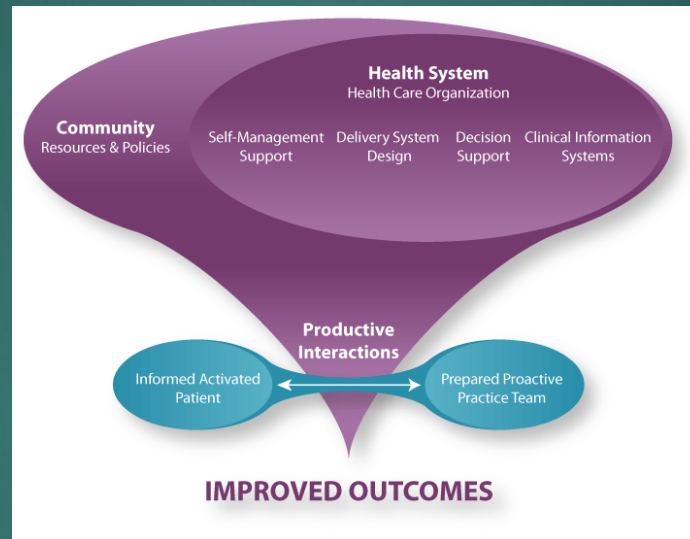 Health System
Health Care Organization
Community
Resources & Policies
Self-Management
Support
Delivery System
Design
Decision
Support
Clinical Information
Systems
Productive
Interactions
Informed Activated
Patient
Prepared Proactive
Practice Team
IMPROVED OUTCOMES